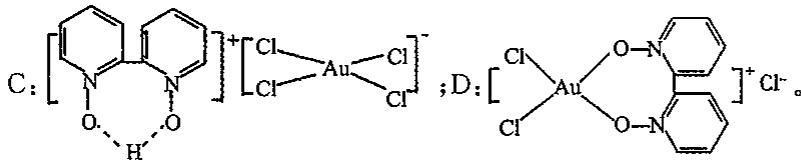 C: [ N N O O H ]+ [ Cl Cl Au Cl Cl ]- ; D: [ Cl Cl Au O—N O—N ]+ Cl- 。